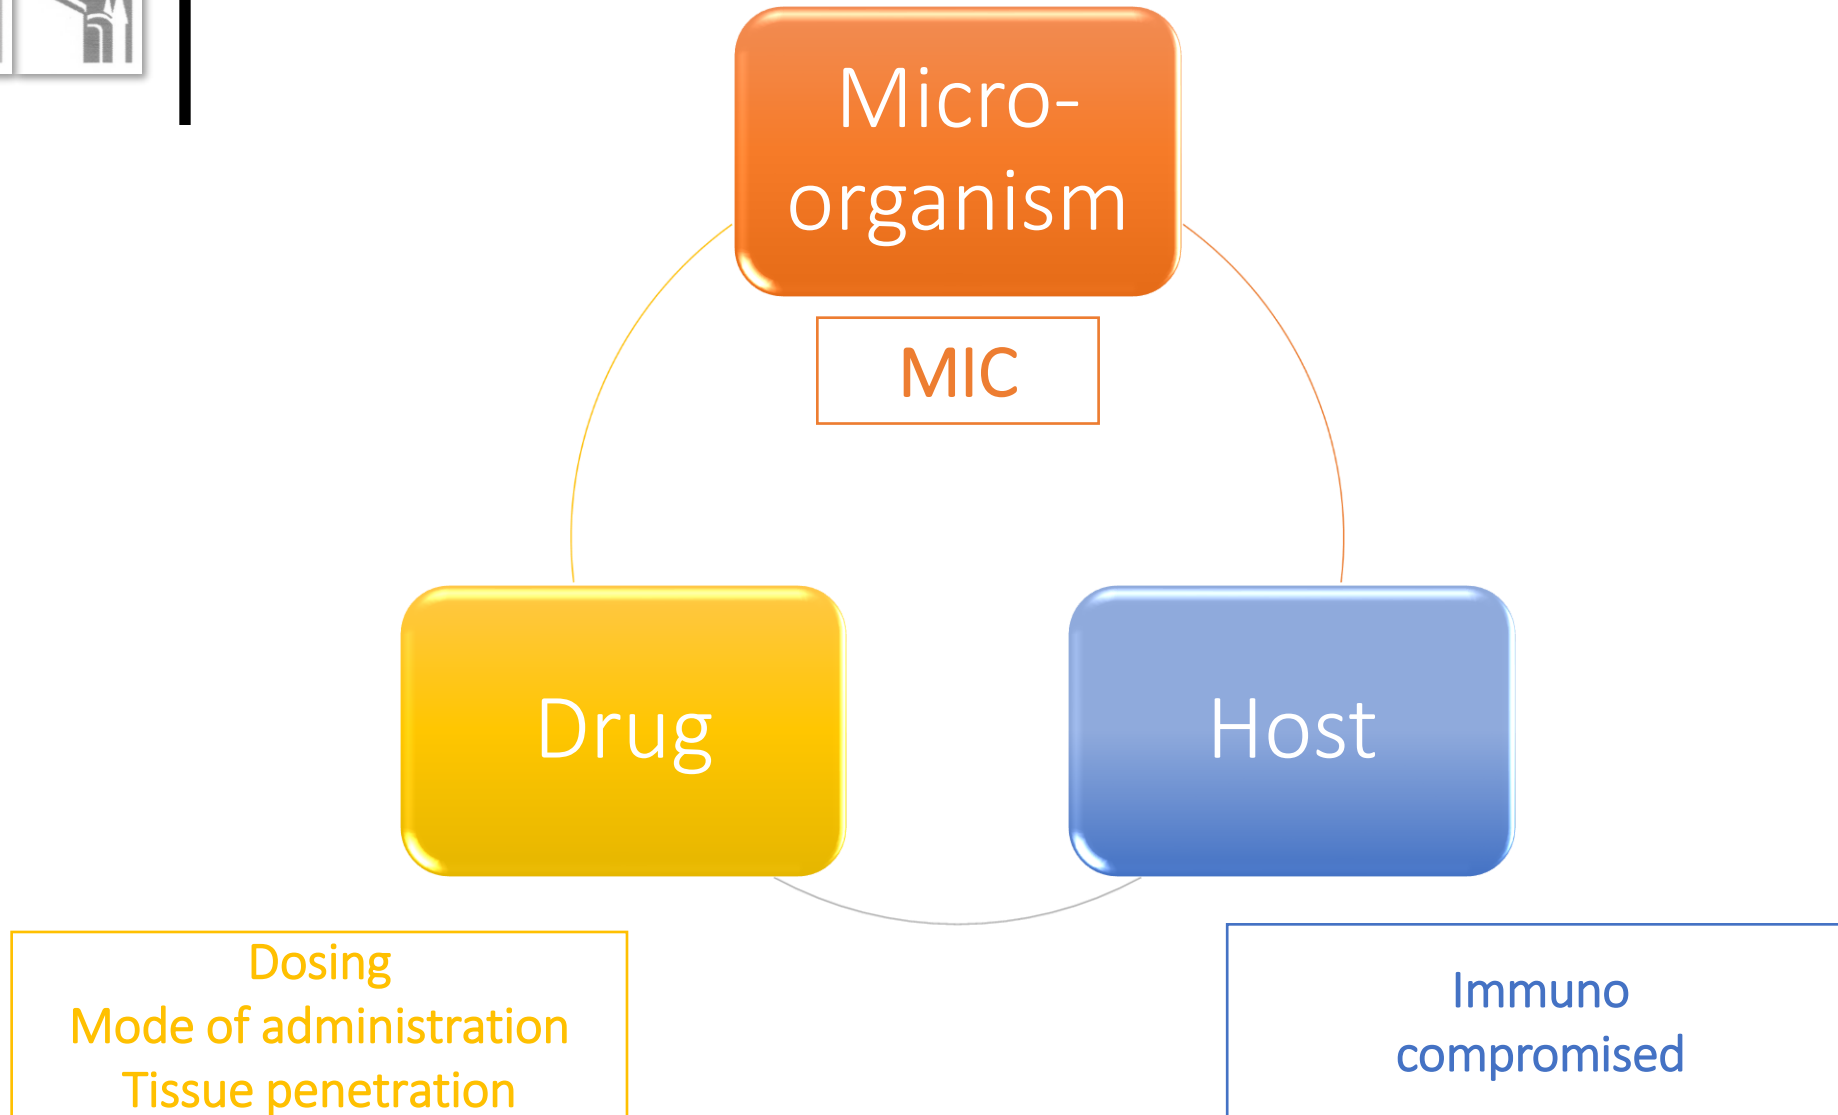 Micro-
organism
MIC
Drug
Host
Dosing
Mode of administration
Tissue penetration
Immuno
compromised